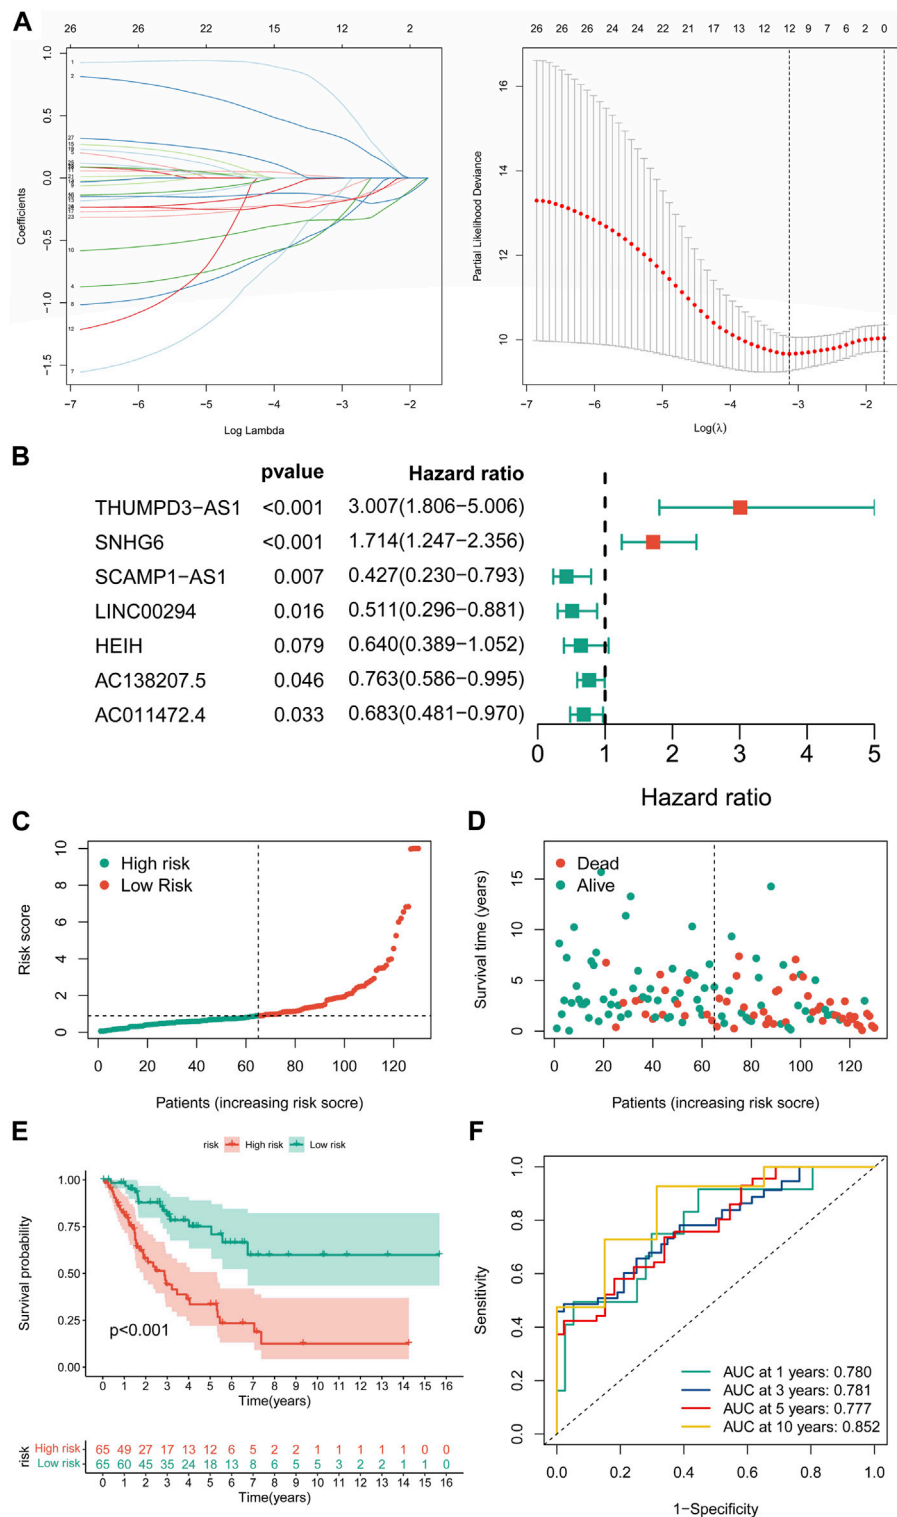 A
26 26 22 15 12 2
26 26 26 24 24 22 21 17 13 12 12 9 7 6 2 0
Coefficients
1.0
0.5
0.0
−0.5
−1.0
−1.5
1
2
27
10
4
8
12
7
−7 −6 −5 −4 −3 −2
Log Lambda
Partial Likelihood Deviance
16
14
12
10
−7 −6 −5 −4 −3 −2
Log(λ)
B
pvalue Hazard ratio
THUMPD3−AS1 <0.001 3.007(1.806−5.006)
SNHG6 <0.001 1.714(1.247−2.356)
SCAMP1−AS1 0.007 0.427(0.230−0.793)
LINC00294 0.016 0.511(0.296−0.881)
HEIH 0.079 0.640(0.389−1.052)
AC138207.5 0.046 0.763(0.586−0.995)
AC011472.4 0.033 0.683(0.481−0.970)
0 1 2 3 4 5
Hazard ratio
C
Risk score
10
8
6
4
2
0
High risk
Low Risk
0 20 40 60 80 100 120
Patients (increasing risk socre)
D
Survival time (years)
15
10
5
0
Dead
Alive
0 20 40 60 80 100 120
Patients (increasing risk socre)
E
risk High risk Low risk
Survival probability
1.00
0.75
0.50
0.25
0.00
p<0.001
0 1 2 3 4 5 6 7 8 9 10 11 12 13 14 15 16
Time(years)
risk
High risk 65 49 27 17 13 12 6 5 2 2 1 1 1 1 1 0 0
Low risk 65 60 45 35 24 18 13 8 6 5 5 3 2 2 1 1 0
0 1 2 3 4 5 6 7 8 9 10 11 12 13 14 15 16
Time(years)
F
Sensitivity
1.0
0.8
0.6
0.4
0.2
0.0
AUC at 1 years: 0.780
AUC at 3 years: 0.781
AUC at 5 years: 0.777
AUC at 10 years: 0.852
0.0 0.2 0.4 0.6 0.8 1.0
1−Specificity